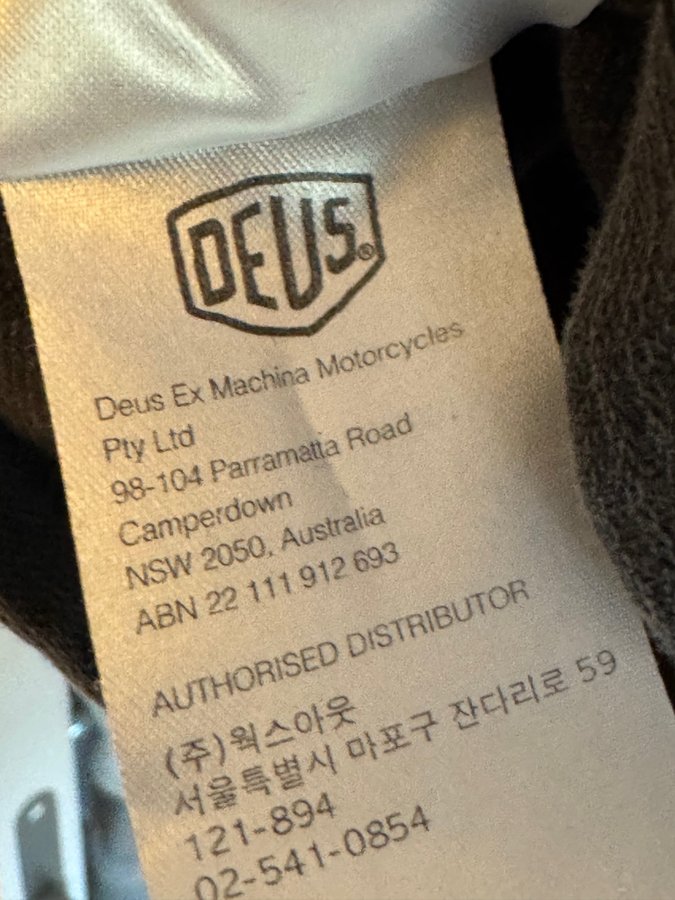 DEUS®
Deus Ex Machina Motorcycles
Pty Ltd
98-104 Parramatta Road
Camperdown
NSW 2050, Australia
ABN 22 111 912 693
AUTHORISED DISTRIBUTOR
(주)웍스아웃
서울특별시 마포구 잔다리로 59
121-894
02-541-0854